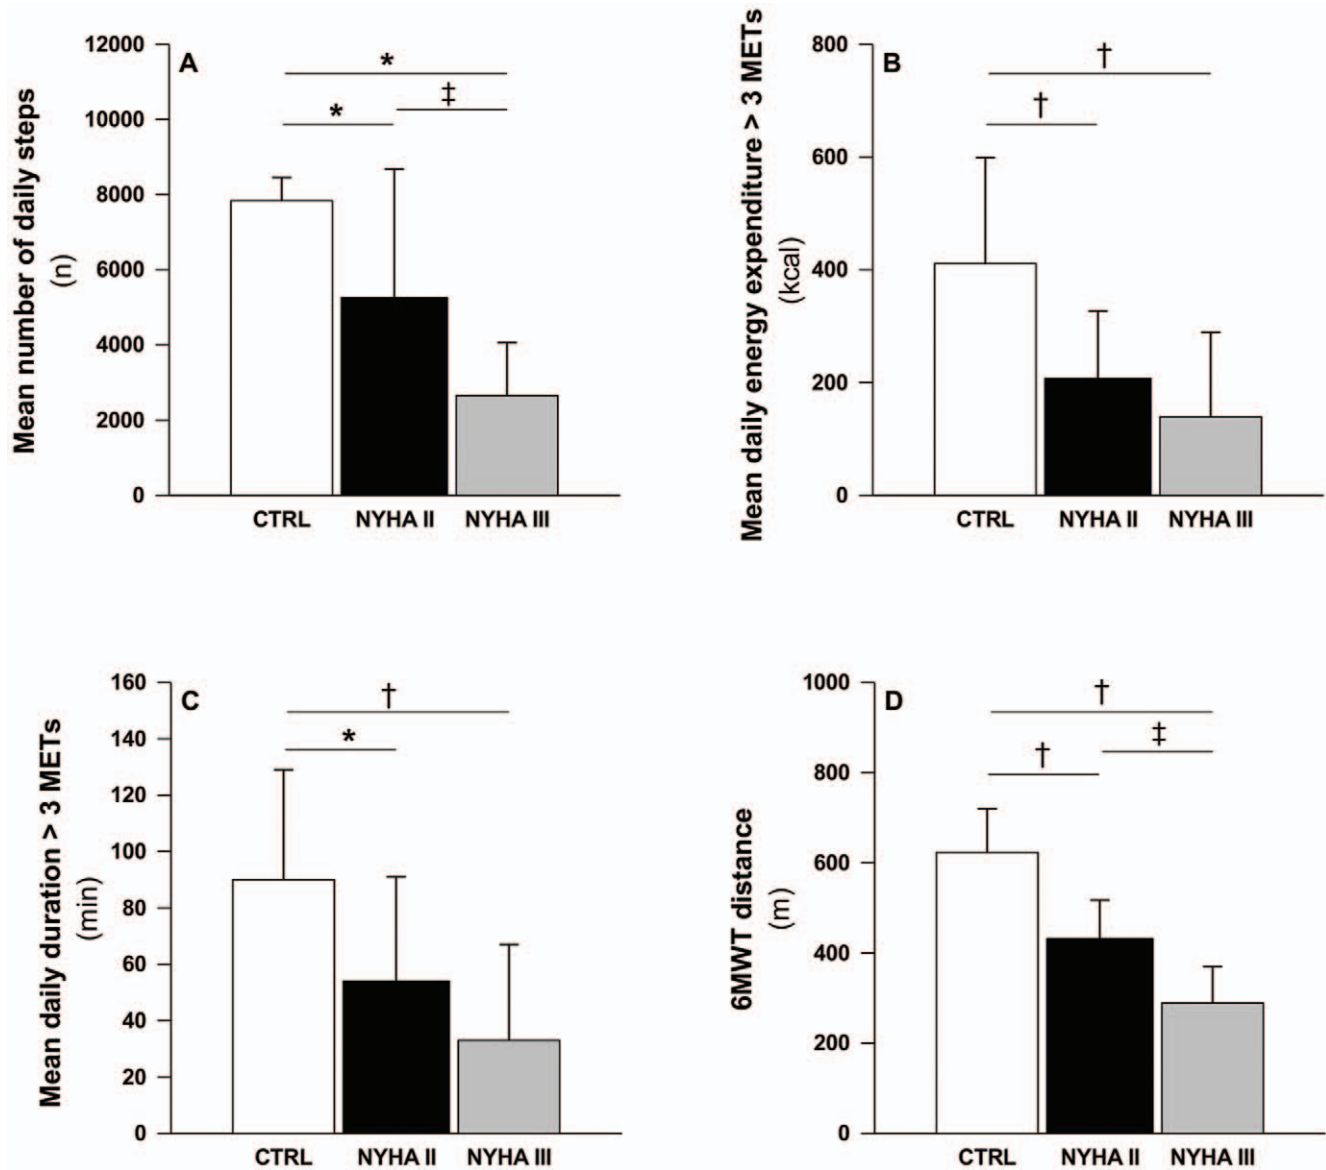 Mean number of daily steps
(n)
12000
10000
8000
6000
4000
2000
0
A
*
*
‡
CTRL
NYHA II
NYHA III
Mean daily energy expenditure > 3 METs
(kcal)
800
600
400
200
0
B
†
†
CTRL
NYHA II
NYHA III
Mean daily duration > 3 METs
(min)
160
140
120
100
80
60
40
20
0
C
†
*
CTRL
NYHA II
NYHA III
6MWT distance
(m)
1000
800
600
400
200
0
D
†
‡
†
CTRL
NYHA II
NYHA III